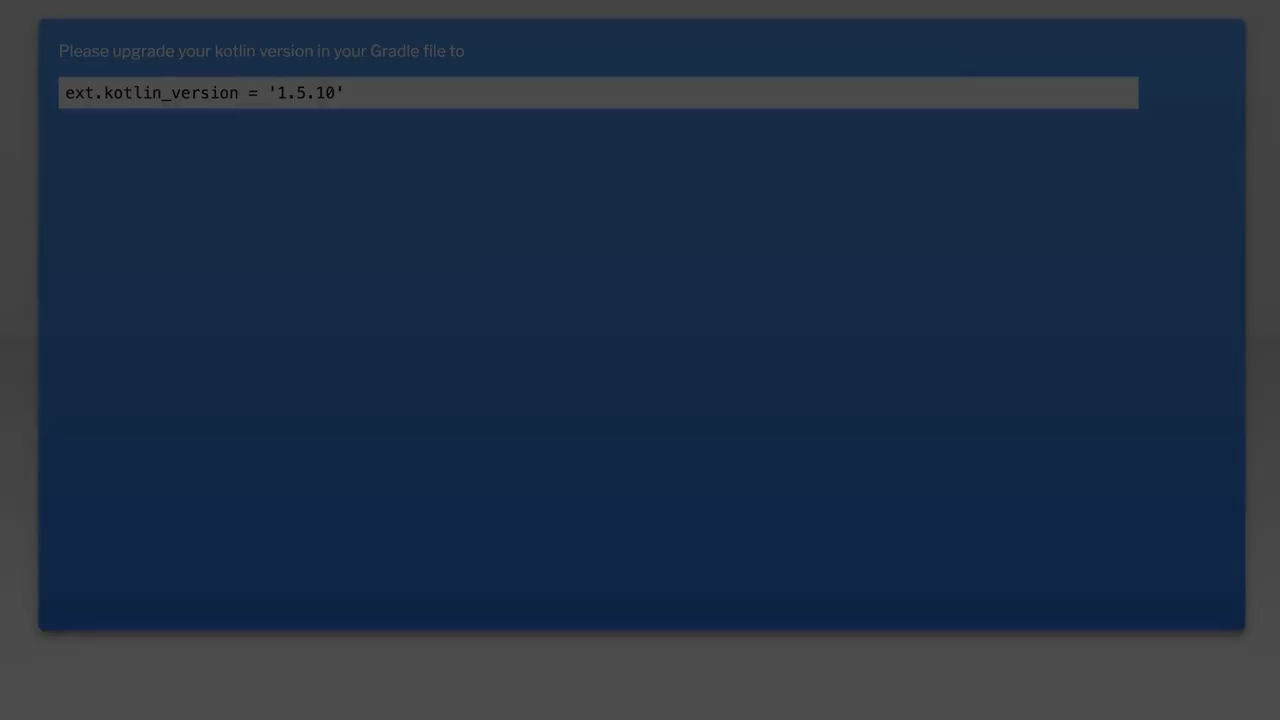 Please upgrade your kotlin version in your Gradle file to
ext.kotlin_version = '1.5.10'